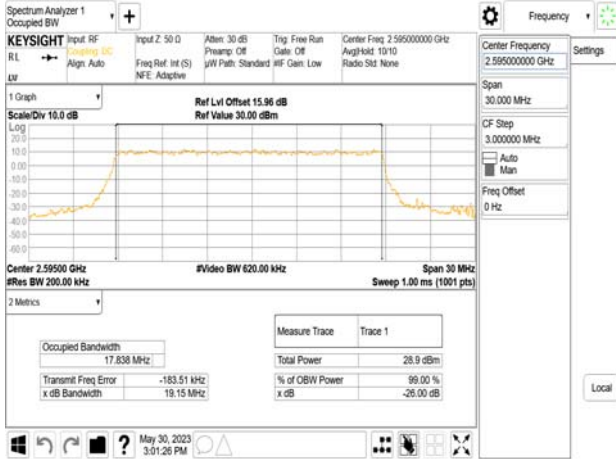 Spectrum Analyzer 1
Occupied BW
Frequency
KEYSIGHT
RL
Input: RF
Coupling: DC
Align: Auto
Input Z: 50 Ω
Freq Ref: Int (S)
NFE: Adaptive
Atten: 30 dB
Preamp: Off
µW Path: Standard
Trig: Free Run
Gate: Off
#IF Gain: Low
Center Freq: 2.595000000 GHz
Avg|Hold: 10/10
Radio Std: None
1 Graph
Scale/Div 10.0 dB
Ref Lvl Offset 15.96 dB
Ref Value 30.00 dBm
Log
20.0
10.0
0.00
-10.0
-20.0
-30.0
-40.0
-50.0
-60.0
Center 2.59500 GHz
#Res BW 200.00 kHz
#Video BW 620.00 kHz
Span 30 MHz
Sweep 1.00 ms (1001 pts)
2 Metrics
Measure Trace Trace 1
Occupied Bandwidth
17.838 MHz
Total Power 28.9 dBm
Transmit Freq Error -183.51 kHz
% of OBW Power 99.00 %
x dB Bandwidth 19.15 MHz
x dB -26.00 dB
Center Frequency
2.595000000 GHz
Settings
Span
30.000 MHz
CF Step
3.000000 MHz
Auto
Man
Freq Offset
0 Hz
Local
?
May 30, 2023
3:01:26 PM